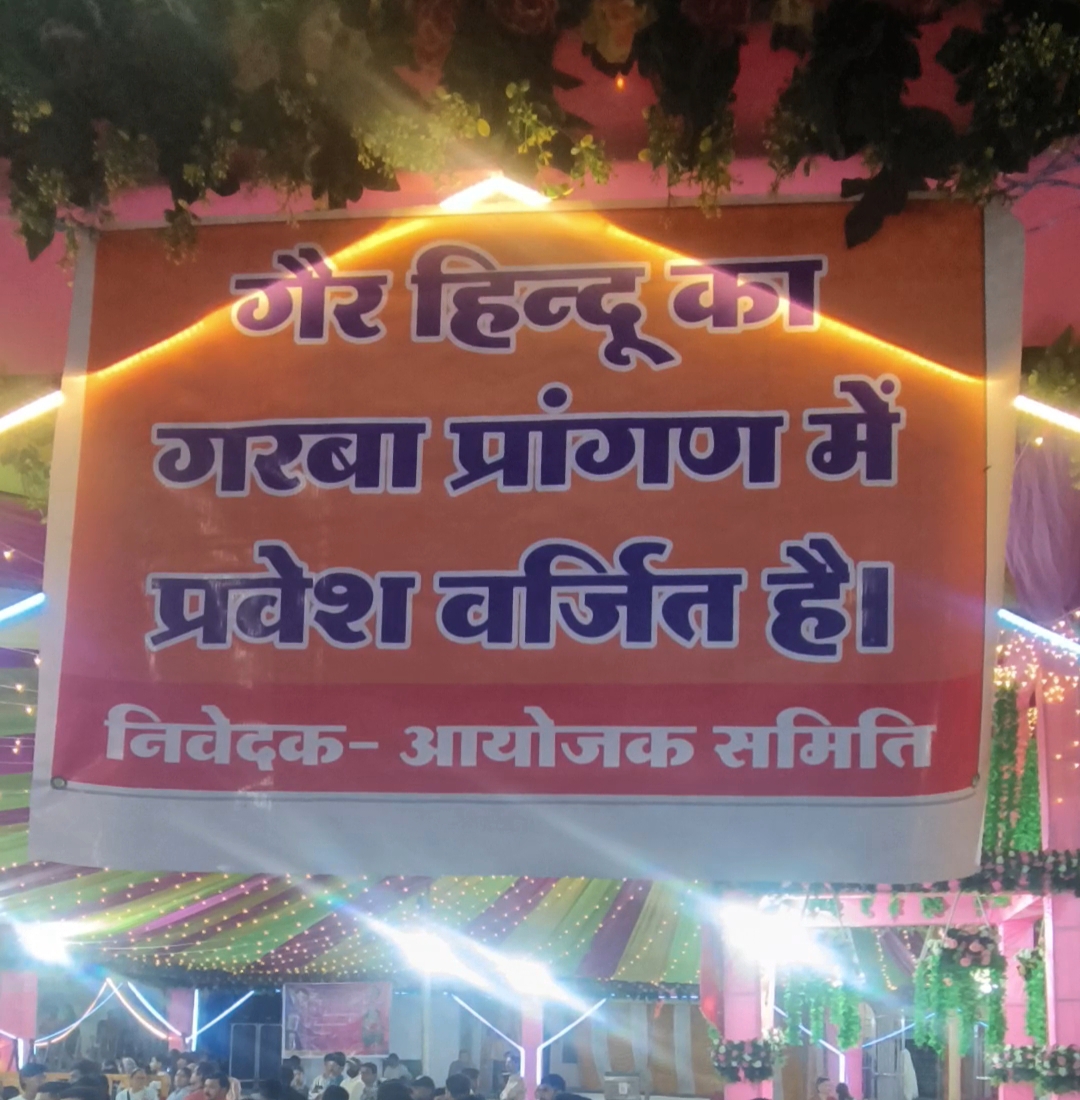 गैर हिन्दू का
गरबा प्रांगण में
प्रवेश वर्जित है।
निवेदक- आयोजक समिति